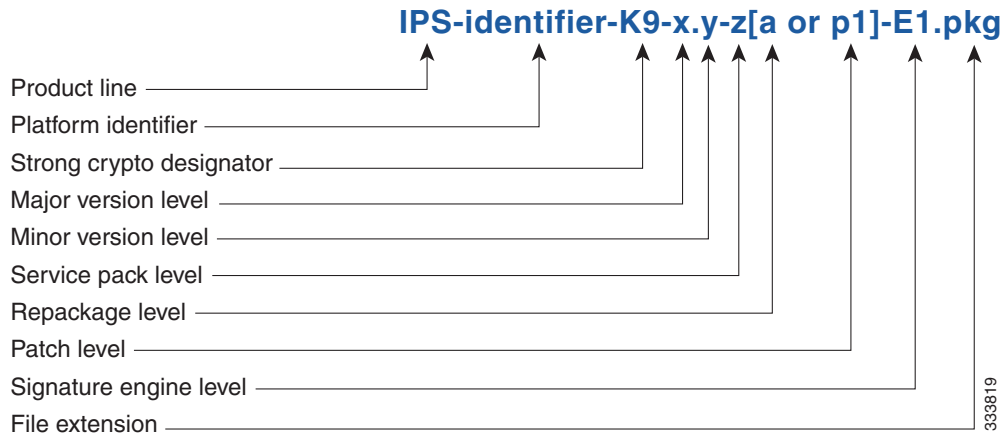 IPS-identifier-K9-x.y-z[a or p1]-E1.pkg
Product line
Platform identifier
Strong crypto designator
Major version level
Minor version level
Service pack level
Repackage level
Patch level
Signature engine level
File extension
333819